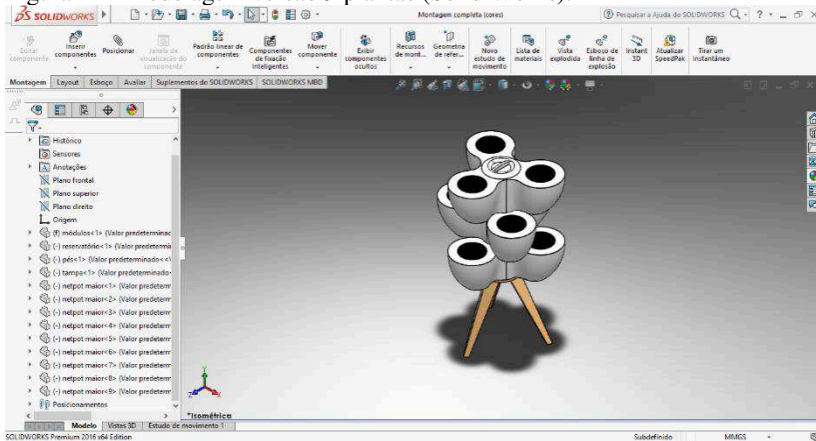 SOLIDWORKS
Montagem completa (cores)
Pesquisar a Ajuda do SOLIDWORKS
Editar componente
Inserir componentes
Posicionar
Janela de visualização do componente
Padrão linear de componentes
Componentes de fixação inteligentes
Mover componente
Exibir componentes ocultos
Recursos de mont...
Geometria de refer...
Novo estudo de movimento
Lista de materiais
Vista explodida
Esboço de linha de explosão
Instant 3D
Atualizar SpeedPak
Tirar um instantâneo
Montagem Layout Esboço Avaliar Suplementos do SOLIDWORKS SOLIDWORKS MBD
Histórico
Sensores
Anotações
Plano frontal
Plano superior
Plano direito
Origem
(f) módulos<1> (Valor predeterminac
(-) reservatório<1> (Valor predetermi
(-) pés<1> (Valor predeterminado<<\
(-) tampa<1> (Valor predeterminado<
(-) netpot maior<1> (Valor predeterm
(-) netpot maior<2> (Valor predeterm
(-) netpot maior<3> (Valor predeterm
(-) netpot maior<4> (Valor predeterm
(-) netpot maior<5> (Valor predeterm
(-) netpot maior<6> (Valor predeterm
(-) netpot maior<7> (Valor predeterm
(-) netpot maior<8> (Valor predeterm
(-) netpot maior<9> (Valor predeterm
Posicionamentos
*Isométrica
Modelo Vistas 3D Estudo de movimento 1
SOLIDWORKS Premium 2016 x64 Edition
Subdefinido MMGS